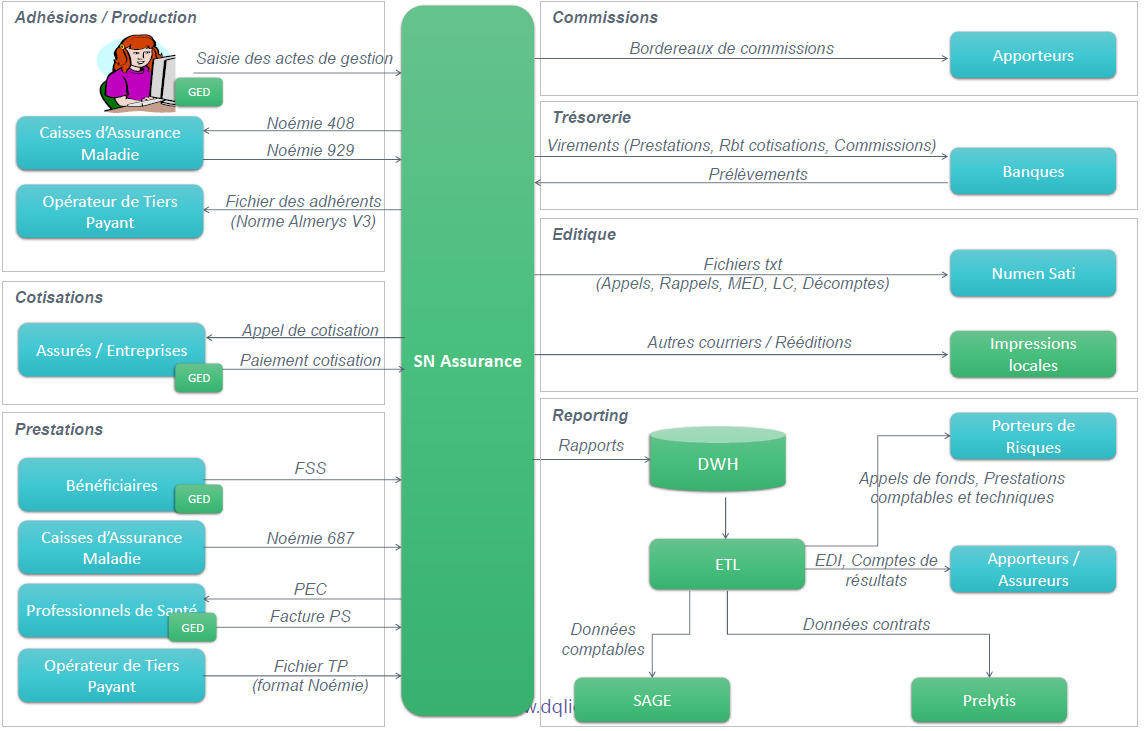 Adhésions / Production
Saisie des actes de gestion
GED
Caisses d'Assurance
Maladie
Noémie 408
Noémie 929
Opérateur de Tiers
Payant
Fichier des adhérents
(Norme Almerys V3)
Cotisations
Assurés / Entreprises
GED
Appel de cotisation
Paiement cotisation
Prestations
Bénéficiaires
GED
FSS
Caisses d'Assurance
Maladie
Noémie 687
Professionnels de Santé
GED
PEC
Facture PS
Opérateur de Tiers
Payant
Fichier TP
(format Noémie)
SN Assurance
Commissions
Bordereaux de commissions
Apporteurs
Trésorerie
Virements (Prestations, Rbt cotisations, Commissions)
Prélèvements
Banques
Editique
Fichiers txt
(Appels, Rappels, MED, LC, Décomptes)
Numen Sati
Autres courriers / Rééditions
Impressions
locales
Reporting
Rapports
DWH
Porteurs de
Risques
Appels de fonds, Prestations
comptables et techniques
ETL
EDI, Comptes de
résultats
Apporteurs /
Assureurs
Données
comptables
Données contrats
SAGE
Prelytis